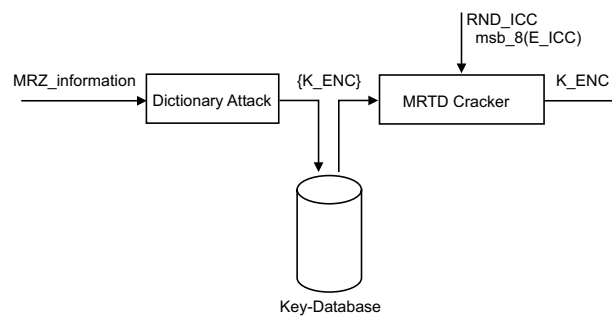 RND_ICC
msb_8(E_ICC)
MRZ_information
{K_ENC}
K_ENC
Dictionary Attack
MRTD Cracker
Key-Database